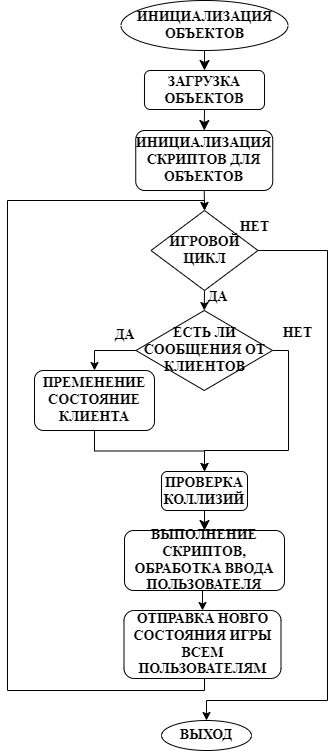 ИНИЦИАЛИЗАЦИЯ
ОБЪЕКТОВ
ЗАГРУЗКА
ОБЪЕКТОВ
ИНИЦИАЛИЗАЦИЯ
СКРИПТОВ ДЛЯ
ОБЪЕКТОВ
НЕТ
ИГРОВОЙ
ЦИКЛ
ДА
ЕСТЬ ЛИ
СООБЩЕНИЯ ОТ
КЛИЕНТОВ
ДА
НЕТ
ПРЕМЕНЕНИЕ
СОСТОЯНИЕ
КЛИЕНТА
ПРОВЕРКА
КОЛЛИЗИЙ
ВЫПОЛНЕНИЕ
СКРИПТОВ,
ОБРАБОТКА ВВОДА
ПОЛЬЗОВАТЕЛЯ
ОТПРАВКА НОВГО
СОСТОЯНИЯ ИГРЫ
ВСЕМ
ПОЛЬЗОВАТЕЛЯМ
ВЫХОД